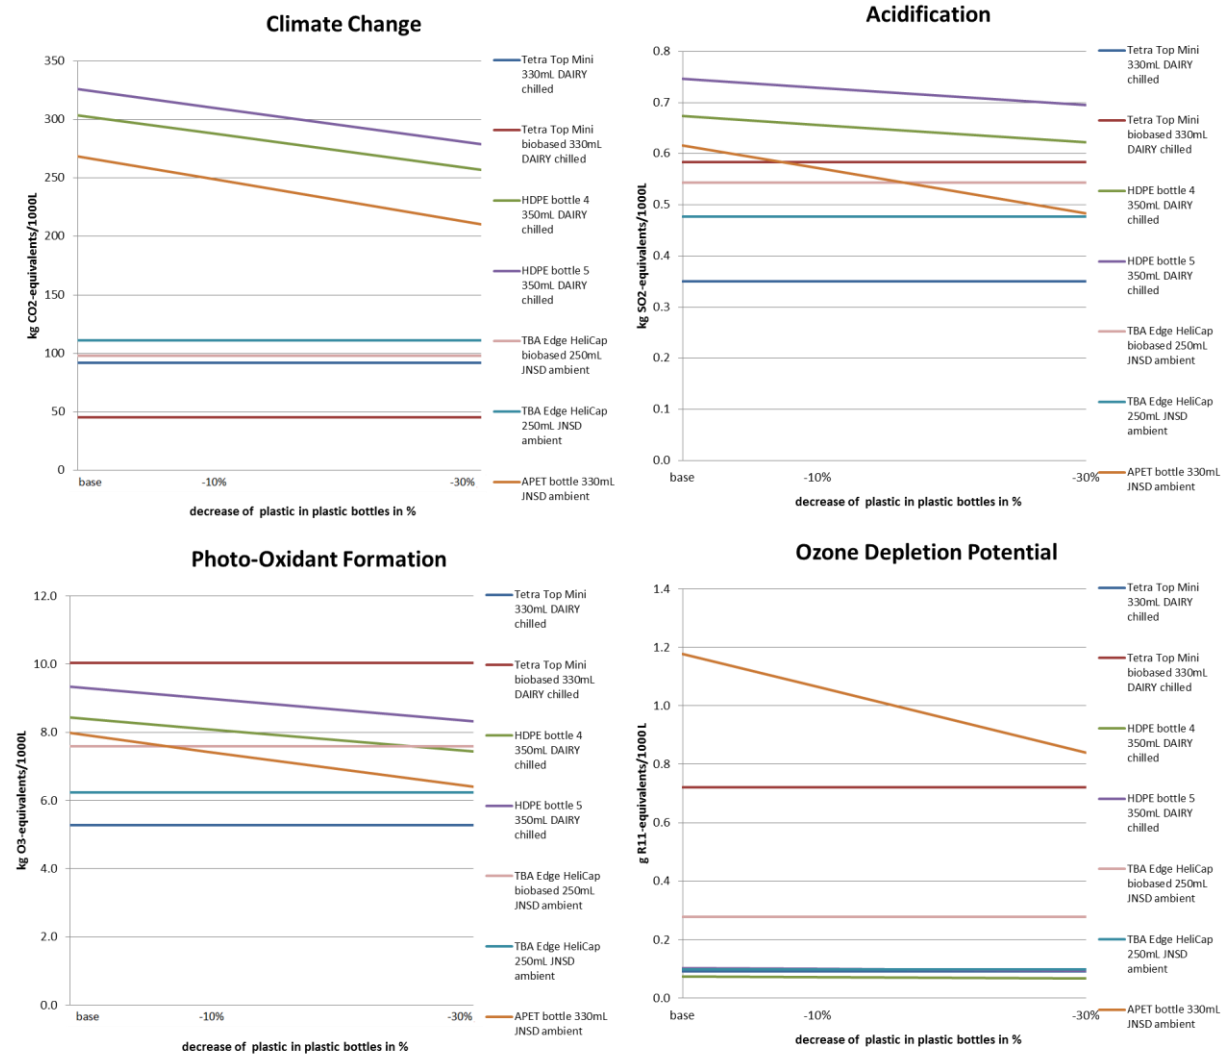 Climate Change
kg CO2-equivalents/1000L
350
300
250
200
150
100
50
0
base
-10%
-30%
decrease of plastic in plastic bottles in %
Tetra Top Mini
330mL DAIRY
chilled
Tetra Top Mini
biobased 330mL
DAIRY chilled
HDPE bottle 4
350mL DAIRY
chilled
HDPE bottle 5
350mL DAIRY
chilled
TBA Edge HeliCap
biobased 250mL
JNSD ambient
TBA Edge HeliCap
250mL JNSD
ambient
APET bottle 330mL
JNSD ambient
Acidification
kg SO2-equivalents/1000L
0.8
0.7
0.6
0.5
0.4
0.3
0.2
0.1
0.0
base
-10%
-30%
decrease of plastic in plastic bottles in %
Tetra Top Mini
330mL DAIRY
chilled
Tetra Top Mini
biobased 330mL
DAIRY chilled
HDPE bottle 4
350mL DAIRY
chilled
HDPE bottle 5
350mL DAIRY
chilled
TBA Edge HeliCap
biobased 250mL
JNSD ambient
TBA Edge HeliCap
250mL JNSD
ambient
APET bottle 330mL
JNSD ambient
Photo-Oxidant Formation
kg O3-equivalents/1000L
12.0
10.0
8.0
6.0
4.0
2.0
0.0
base
-10%
-30%
decrease of plastic in plastic bottles in %
Tetra Top Mini
330mL DAIRY
chilled
Tetra Top Mini
biobased 330mL
DAIRY chilled
HDPE bottle 4
350mL DAIRY
chilled
HDPE bottle 5
350mL DAIRY
chilled
TBA Edge HeliCap
biobased 250mL
JNSD ambient
TBA Edge HeliCap
250mL JNSD
ambient
APET bottle 330mL
JNSD ambient
Ozone Depletion Potential
g R11-equivalents/1000L
1.4
1.2
1.0
0.8
0.6
0.4
0.2
0.0
base
-10%
-30%
decrease of plastic in plastic bottles in %
Tetra Top Mini
330mL DAIRY
chilled
Tetra Top Mini
biobased 330mL
DAIRY chilled
HDPE bottle 4
350mL DAIRY
chilled
HDPE bottle 5
350mL DAIRY
chilled
TBA Edge HeliCap
biobased 250mL
JNSD ambient
TBA Edge HeliCap
250mL JNSD
ambient
APET bottle 330mL
JNSD ambient